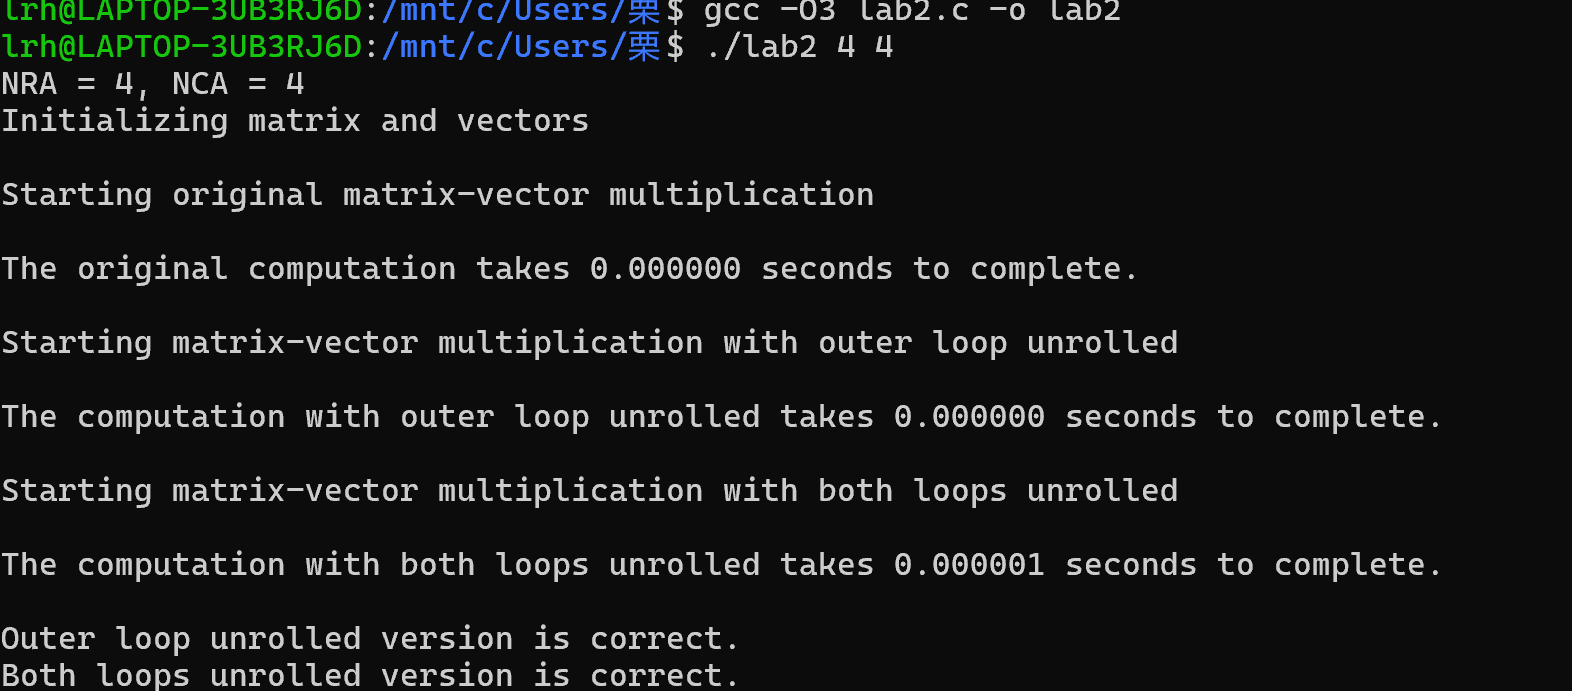 lrh@LAPTOP-3UB3RJ6D:/mnt/c/Users/栗$ gcc -O3 lab2.c -o lab2
lrh@LAPTOP-3UB3RJ6D:/mnt/c/Users/栗$ ./lab2 4 4
NRA = 4, NCA = 4
Initializing matrix and vectors
Starting original matrix-vector multiplication
The original computation takes 0.000000 seconds to complete.
Starting matrix-vector multiplication with outer loop unrolled
The computation with outer loop unrolled takes 0.000000 seconds to complete.
Starting matrix-vector multiplication with both loops unrolled
The computation with both loops unrolled takes 0.000001 seconds to complete.
Outer loop unrolled version is correct.
Both loops unrolled version is correct.